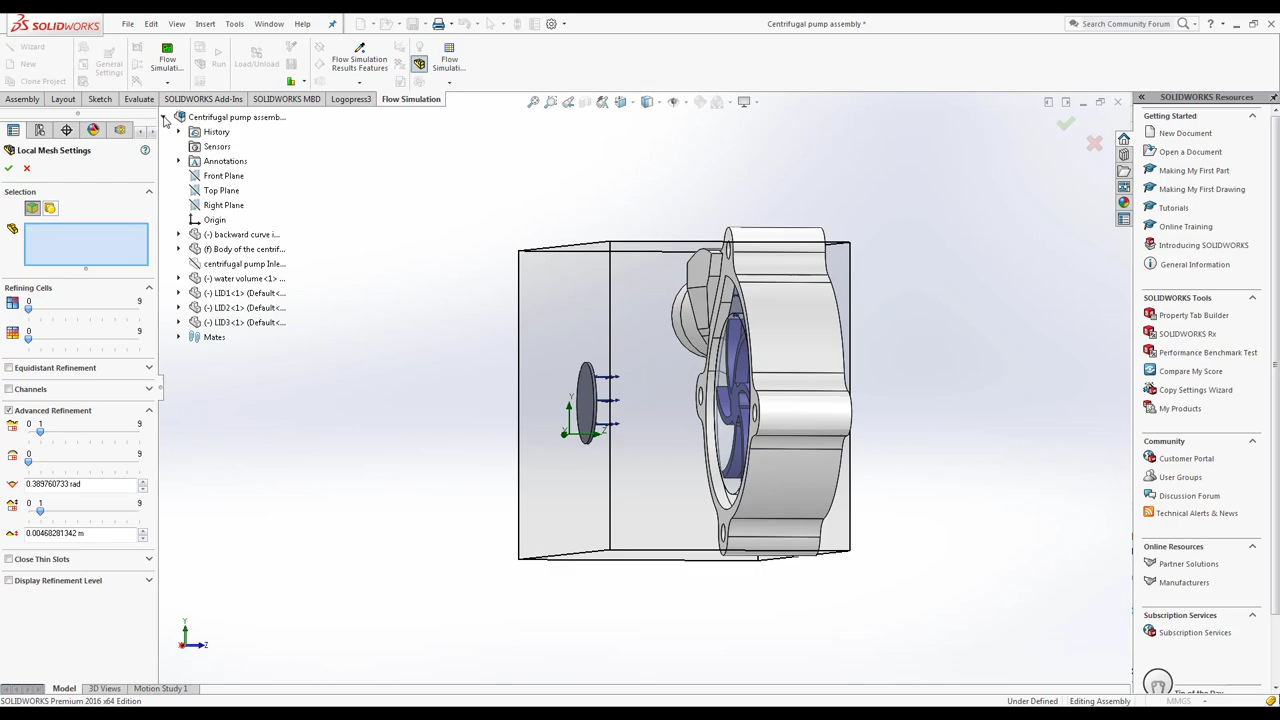 SOLIDWORKS
File Edit View Insert Tools Window Help
Centrifugal pump assembly *
Search Community Forum
Wizard
New
Clone Project
General
Settings
Flow
Simulati...
Run
Load/Unload
Flow Simulation
Results Features
Flow
Simulati...
Assembly Layout Sketch Evaluate SOLIDWORKS Add-Ins SOLIDWORKS MBD Logopress3 Flow Simulation
Local Mesh Settings
Selection
Refining Cells
0 9
0 9
Equidistant Refinement
Channels
Advanced Refinement
0 1 9
0 9
0.389760733 rad
0 1 9
0.00468281342 m
Close Thin Slots
Display Refinement Level
Centrifugal pump assemb...
History
Sensors
Annotations
Front Plane
Top Plane
Right Plane
Origin
(-) backward curve i...
(f) Body of the centrif...
centrifugal pump Inle...
(-) water volume<1> ...
(-) LID1<1> (Default<...
(-) LID2<1> (Default<...
(-) LID3<1> (Default<...
Mates
Y
X Z
Y
Z
SOLIDWORKS Resources
Getting Started
New Document
Open a Document
Making My First Part
Making My First Drawing
Tutorials
Online Training
Introducing SOLIDWORKS
General Information
SOLIDWORKS Tools
Property Tab Builder
SOLIDWORKS Rx
Performance Benchmark Test
Compare My Score
Copy Settings Wizard
My Products
Community
Customer Portal
User Groups
Discussion Forum
Technical Alerts & News
Online Resources
Partner Solutions
Manufacturers
Subscription Services
Subscription Services
Tip of the Day
Model 3D Views Motion Study 1
SOLIDWORKS Premium 2016 x64 Edition
Under Defined Editing Assembly MMGS